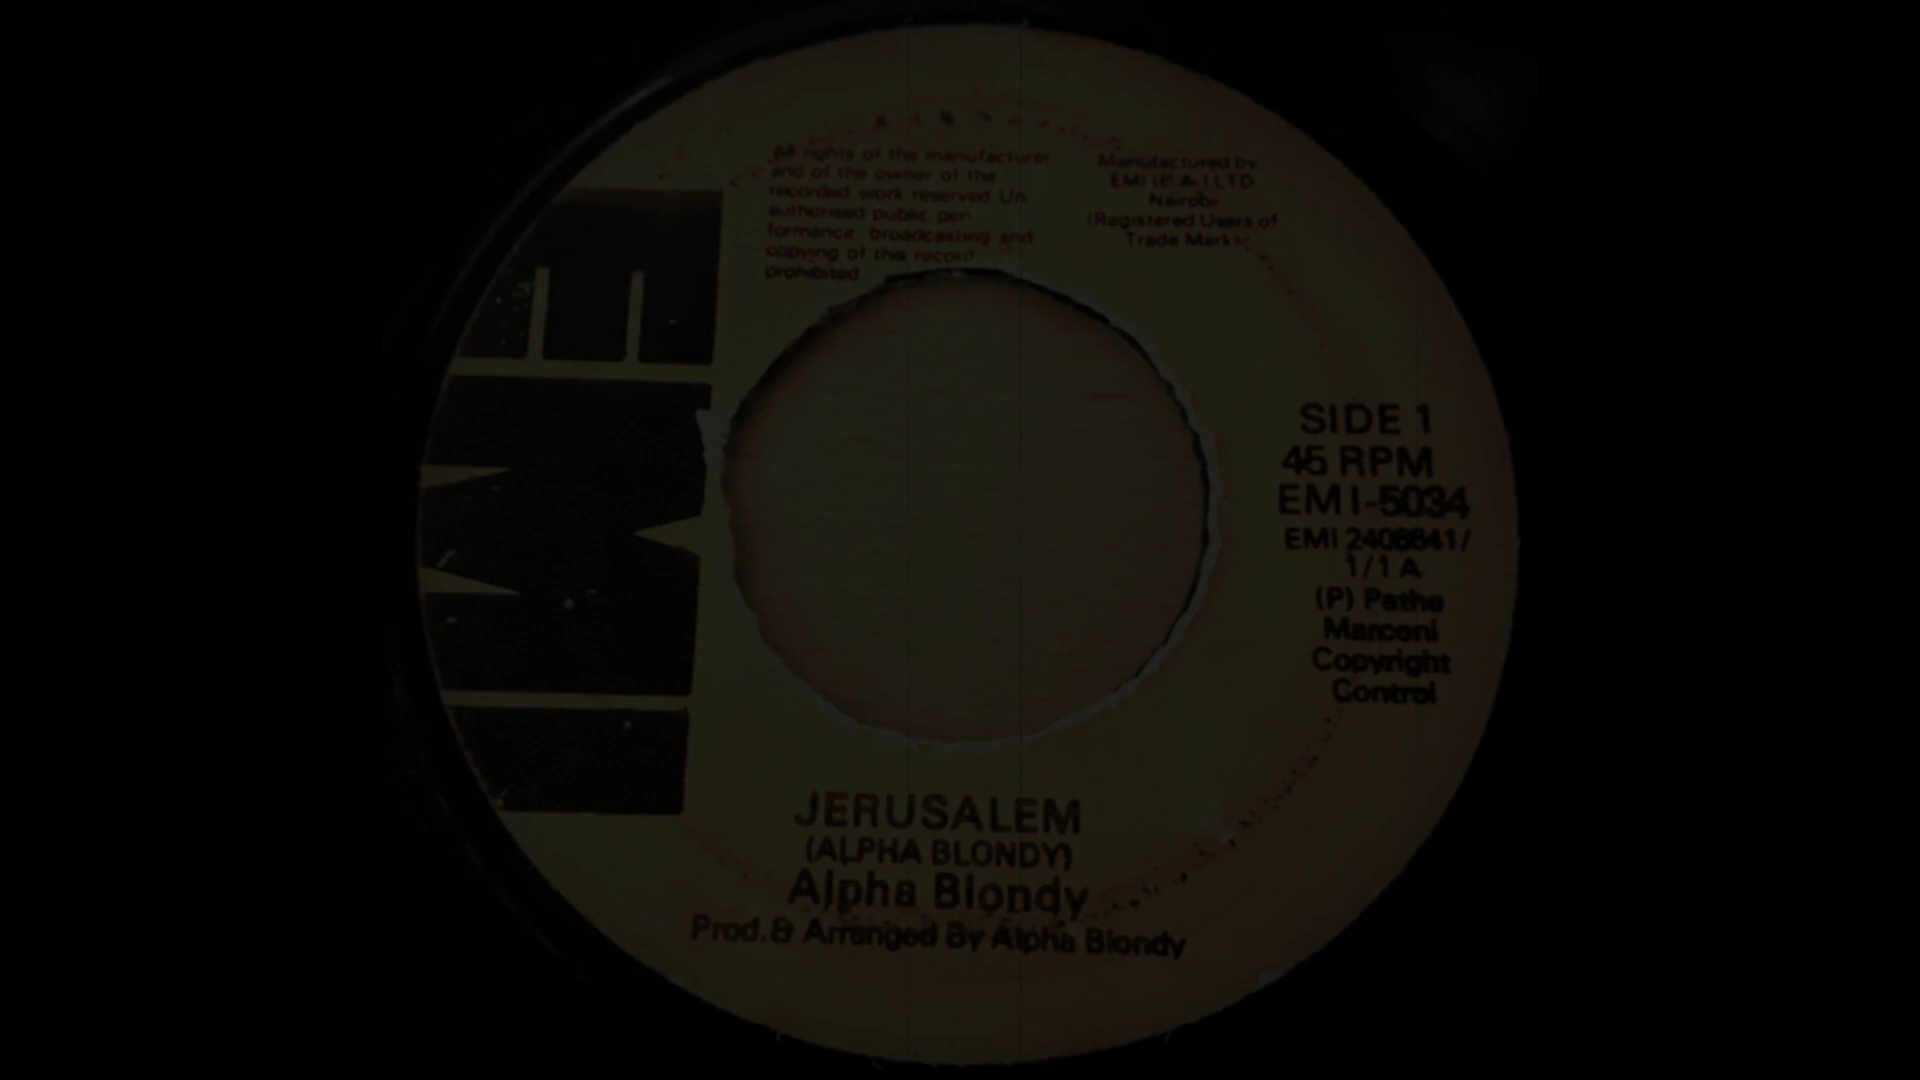 All rights of the manufacturer
and of the owner of the
recorded work reserved Un
authorised public per
formance broadcasting and
copying of this record
prohibited
Manufactured by
EMI (E.A.) LTD
Nairobi
(Registered Users of
Trade Mark)
EMI
SIDE 1
45 RPM
EMI-5034
EMI 2408841/
1/1 A
(P) Pathe
Marconi
Copyright
Control
JERUSALEM
(ALPHA BLONDY)
Alpha Blondy
Prod.& Arranged By Alpha Blondy